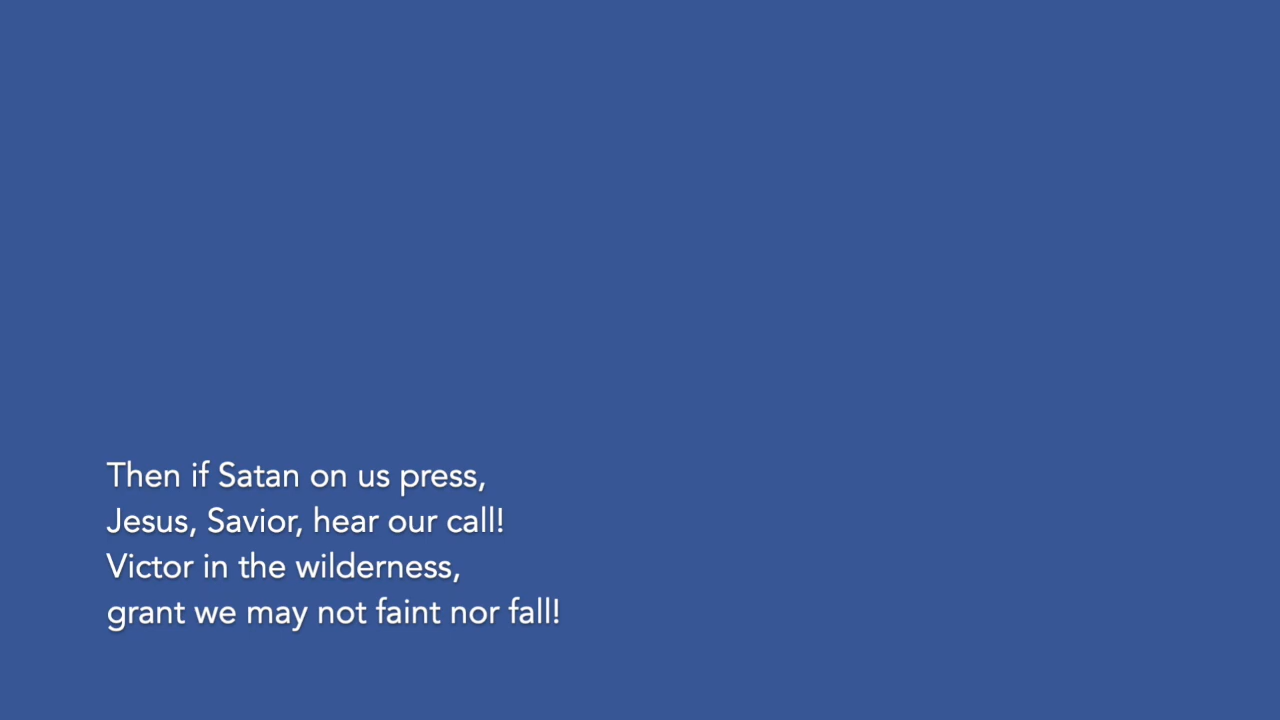 Then if Satan on us press,
Jesus, Savior, hear our call!
Victor in the wilderness,
grant we may not faint nor fall!